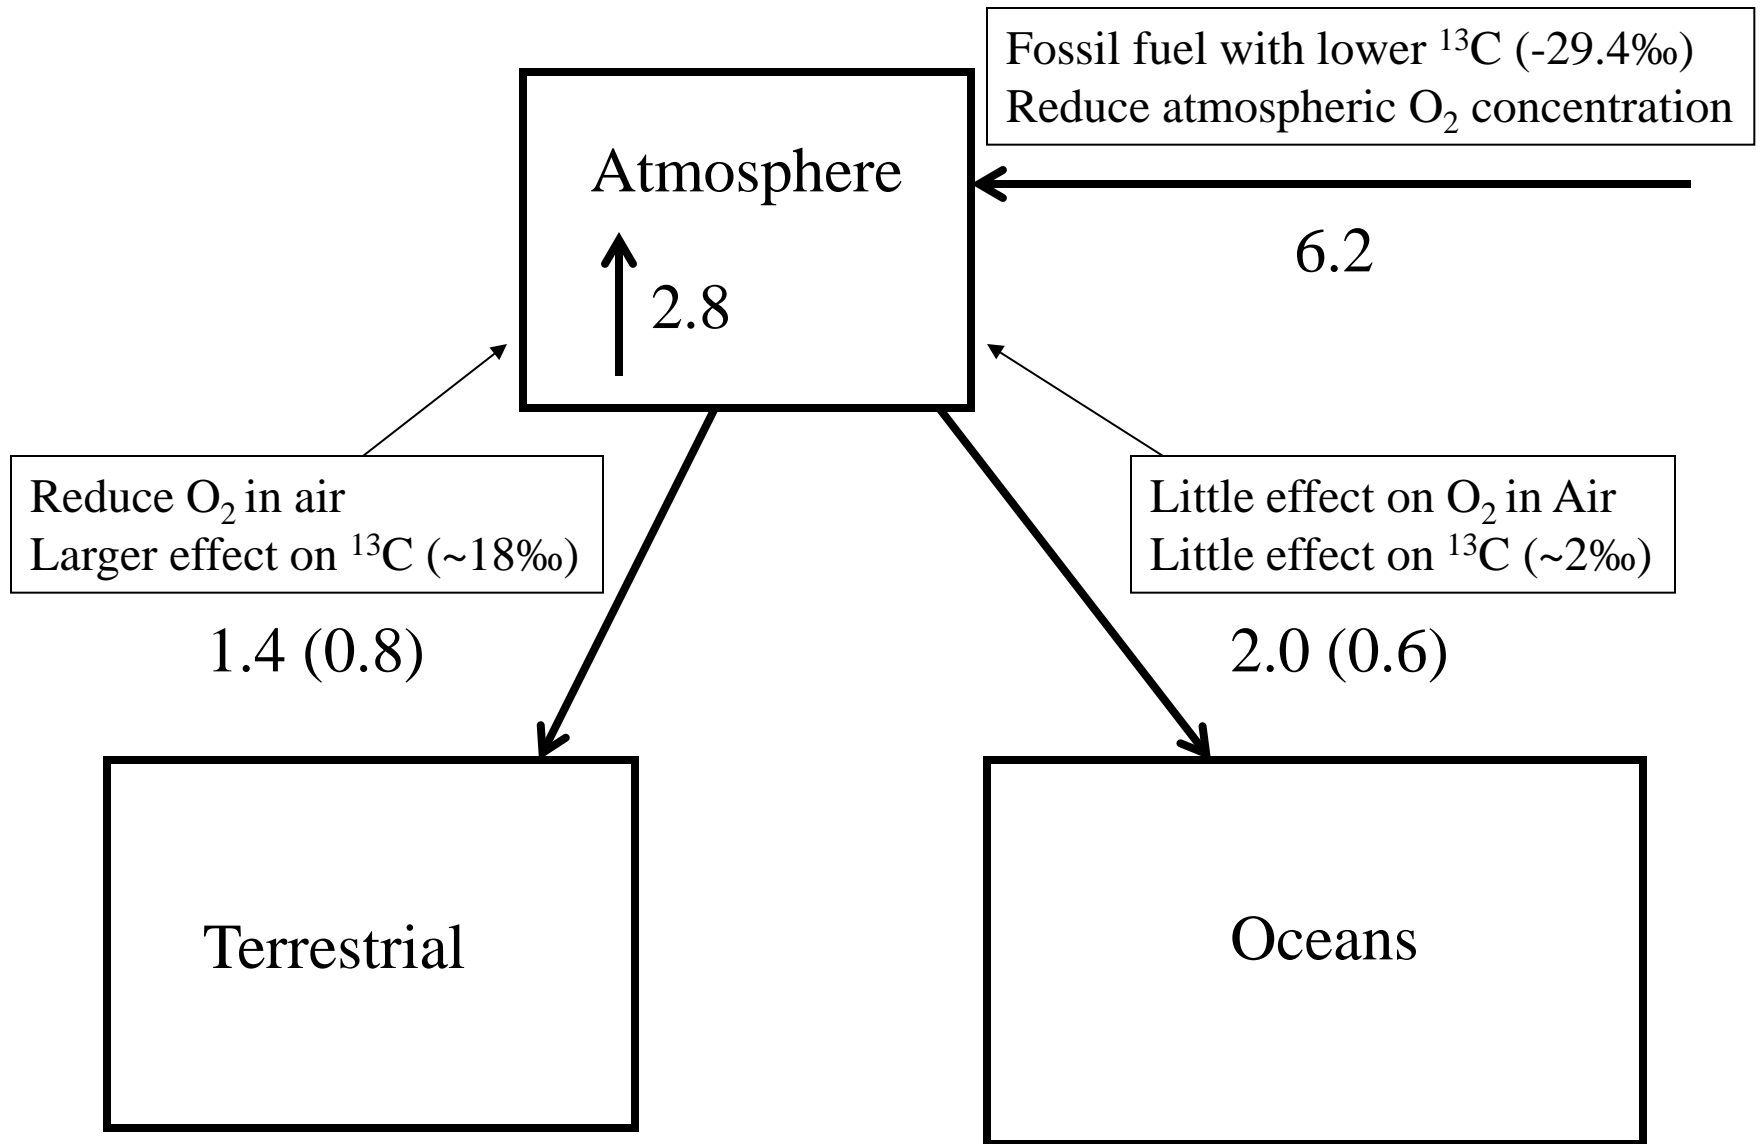 Fossil fuel with lower ¹³C (-29.4‰)
Reduce atmospheric O₂ concentration
Atmosphere
6.2
2.8
Reduce O₂ in air
Larger effect on ¹³C (~18‰)
Little effect on O₂ in Air
Little effect on ¹³C (~2‰)
1.4 (0.8)
2.0 (0.6)
Terrestrial
Oceans